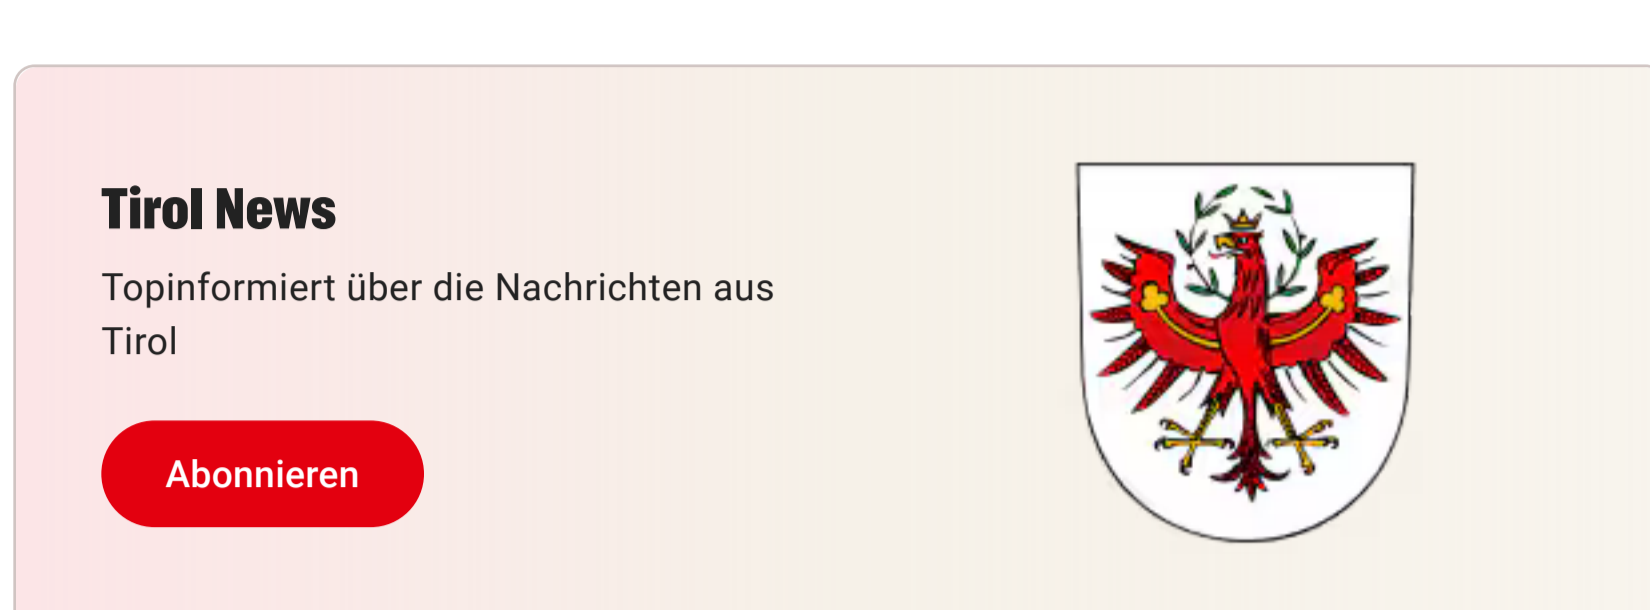 Tirol News
Topinformiert über die Nachrichten aus
Tirol
Abonnieren